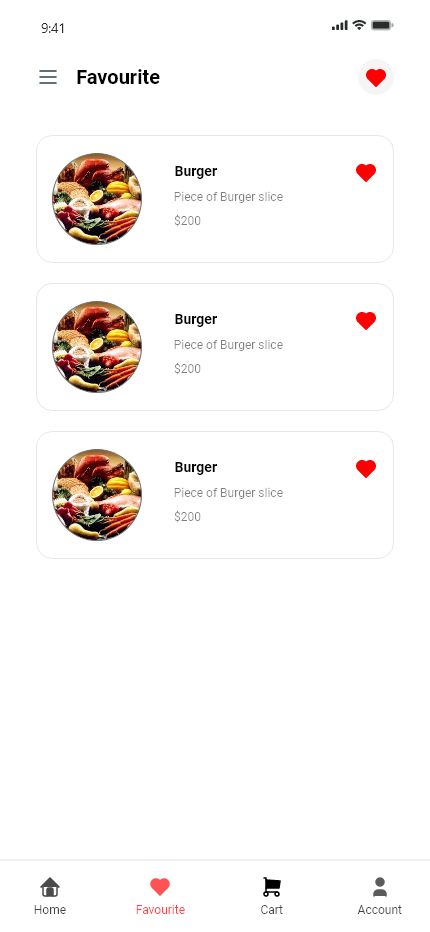 9:41
Favourite
Burger
Piece of Burger slice
$200
Burger
Piece of Burger slice
$200
Burger
Piece of Burger slice
$200
Home Favourite Cart Account